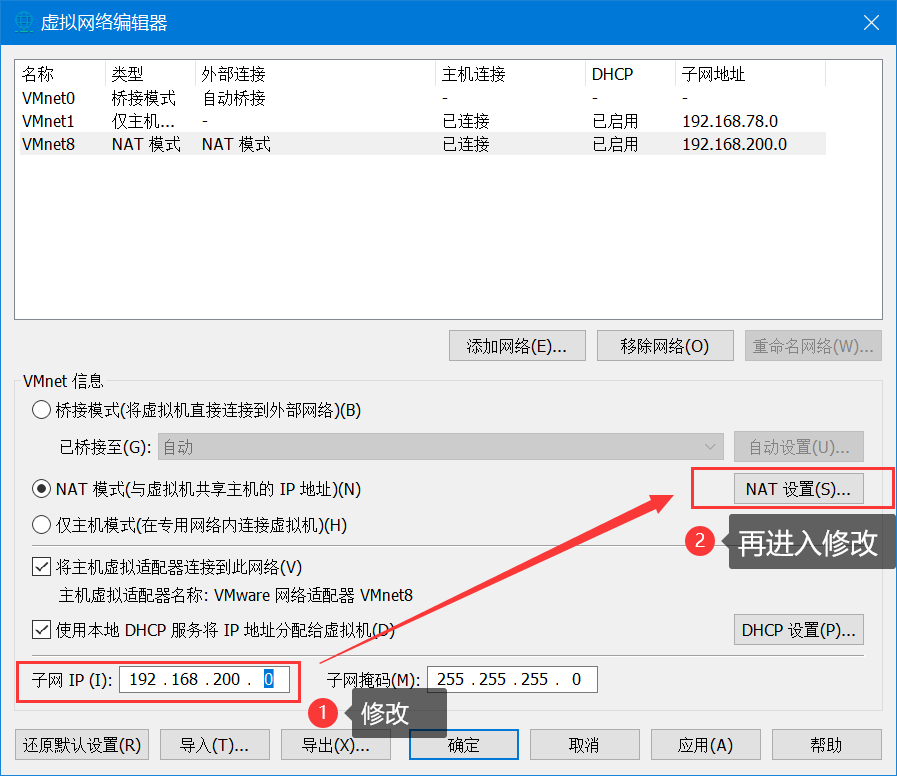 虚拟网络编辑器
名称 类型 外部连接 主机连接 DHCP 子网地址
VMnet0 桥接模式 自动桥接 - - -
VMnet1 仅主机... - 已连接 已启用 192.168.78.0
VMnet8 NAT 模式 NAT 模式 已连接 已启用 192.168.200.0
添加网络(E)... 移除网络(O) 重命名网络(W)...
VMnet 信息
桥接模式(将虚拟机直接连接到外部网络)(B)
已桥接至(G): 自动 自动设置(U)...
NAT 模式(与虚拟机共享主机的 IP 地址)(N) NAT 设置(S)...
仅主机模式(在专用网络内连接虚拟机)(H)
2 再进入修改
将主机虚拟适配器连接到此网络(V)
主机虚拟适配器名称: VMware 网络适配器 VMnet8
使用本地 DHCP 服务将 IP 地址分配给虚拟机(D) DHCP 设置(P)...
子网 IP (I): 192 . 168 . 200 . 0 子网掩码(M): 255 . 255 . 255 . 0
1 修改
还原默认设置(R) 导入(T)... 导出(X)... 确定 取消 应用(A) 帮助